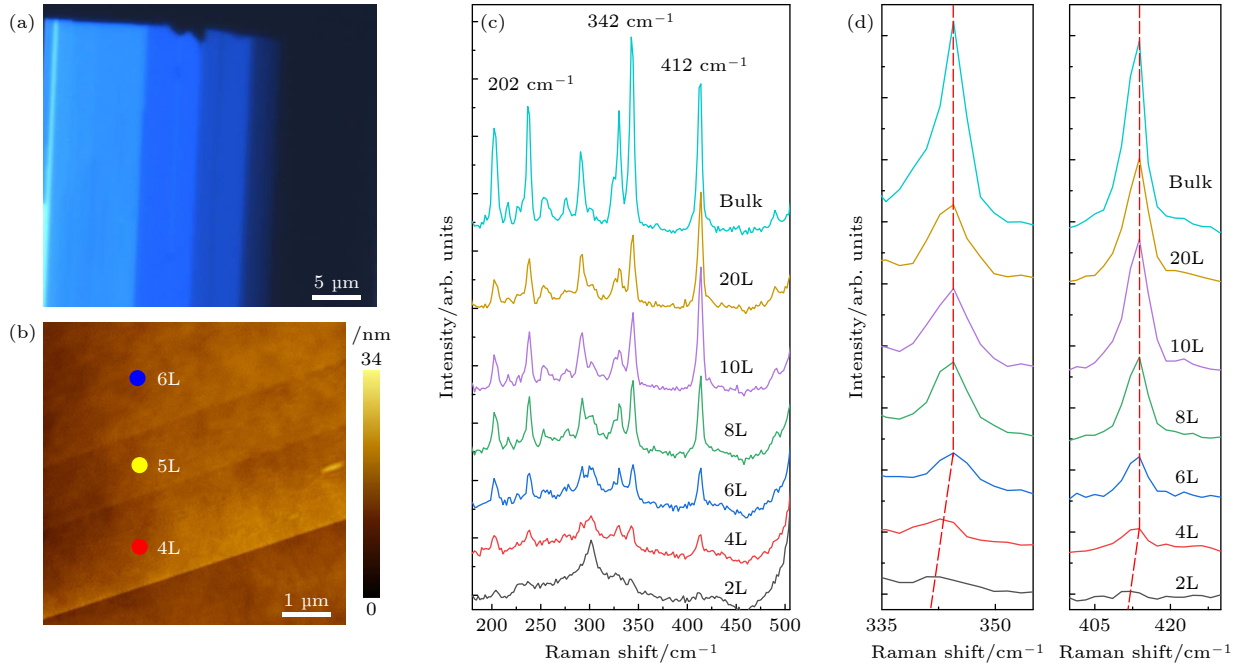 (a)
5 µm
(b)
/nm
34
6L
5L
4L
1 µm
0
(c)
342 cm⁻¹
202 cm⁻¹
412 cm⁻¹
Bulk
20L
10L
8L
6L
4L
2L
Intensity/arb. units
200 250 300 350 400 450 500
Raman shift/cm⁻¹
(d)
Bulk
20L
10L
8L
6L
4L
2L
Intensity/arb. units
335 350 405 420
Raman shift/cm⁻¹ Raman shift/cm⁻¹